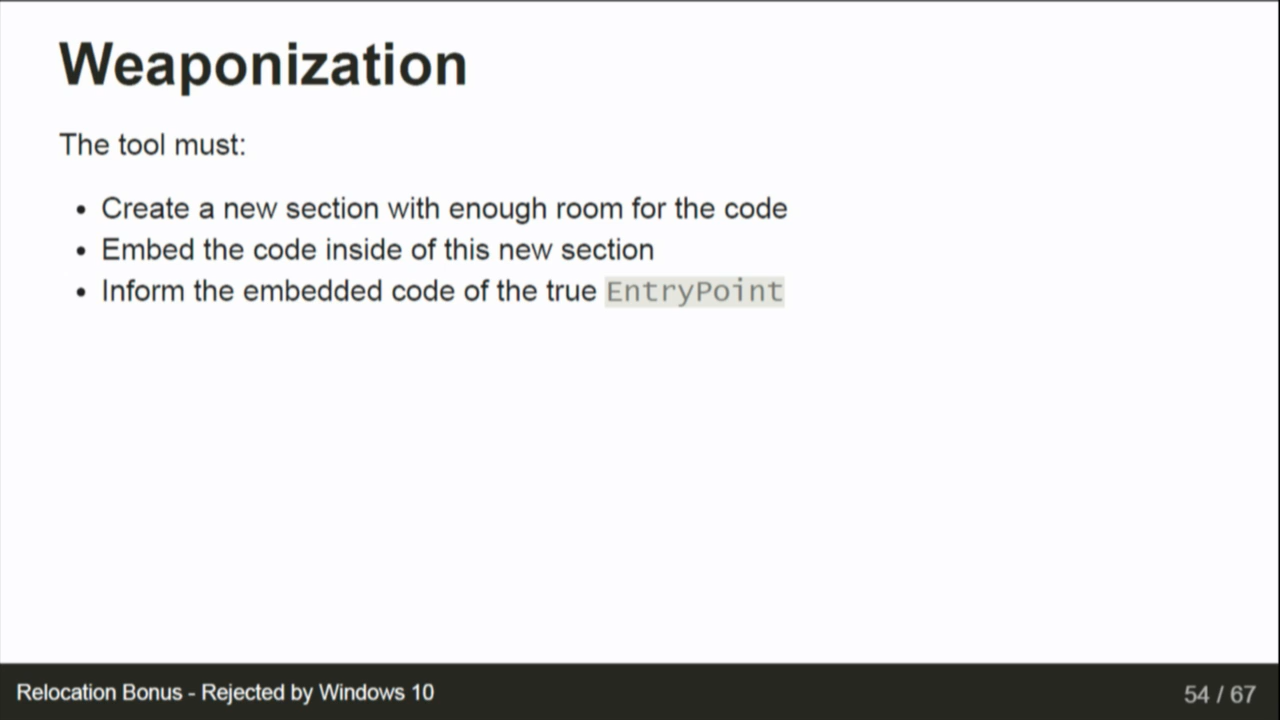 Weaponization
The tool must:
• Create a new section with enough room for the code
• Embed the code inside of this new section
• Inform the embedded code of the true EntryPoint
Relocation Bonus - Rejected by Windows 10
54 / 67